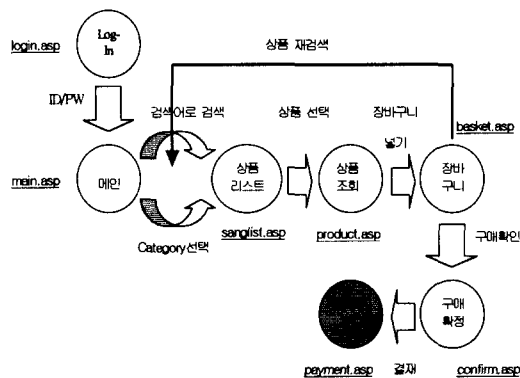 Log-
In
login.asp
상품 재검색
ID/PW
검색어로 검색
상품 선택
장바구니
넣기
basket.asp
main.asp
메인
상품
리스트
상품
조회
장바
구니
sanglist.asp
product.asp
Category선택
구매확인
구매
확정
payment.asp
결재
confirm.asp